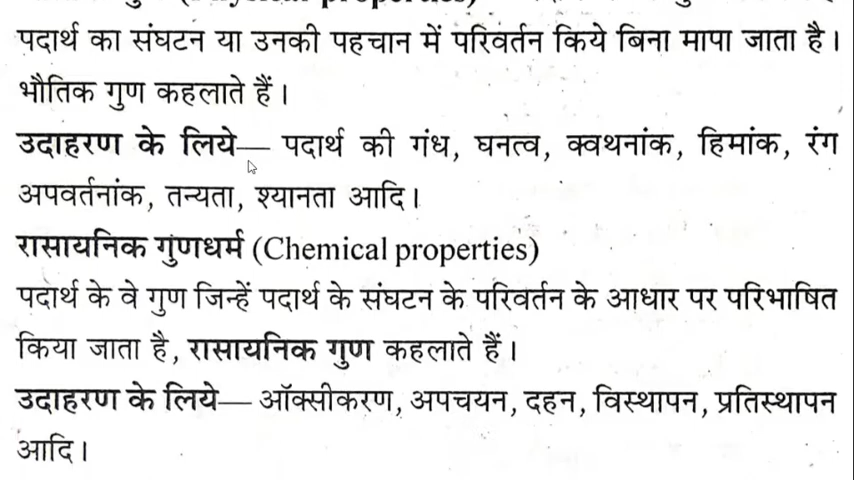 पदार्थ का संघटन या उनकी पहचान में परिवर्तन किये बिना मापा जाता है।
भौतिक गुण कहलाते हैं।
उदाहरण के लिये— पदार्थ की गंध, घनत्व, क्वथनांक, हिमांक, रंग
अपवर्तनांक, तन्यता, श्यानता आदि।
रासायनिक गुणधर्म (Chemical properties)
पदार्थ के वे गुण जिन्हें पदार्थ के संघटन के परिवर्तन के आधार पर परिभाषित
किया जाता है, रासायनिक गुण कहलाते हैं।
उदाहरण के लिये— ऑक्सीकरण, अपचयन, दहन, विस्थापन, प्रतिस्थापन
आदि।